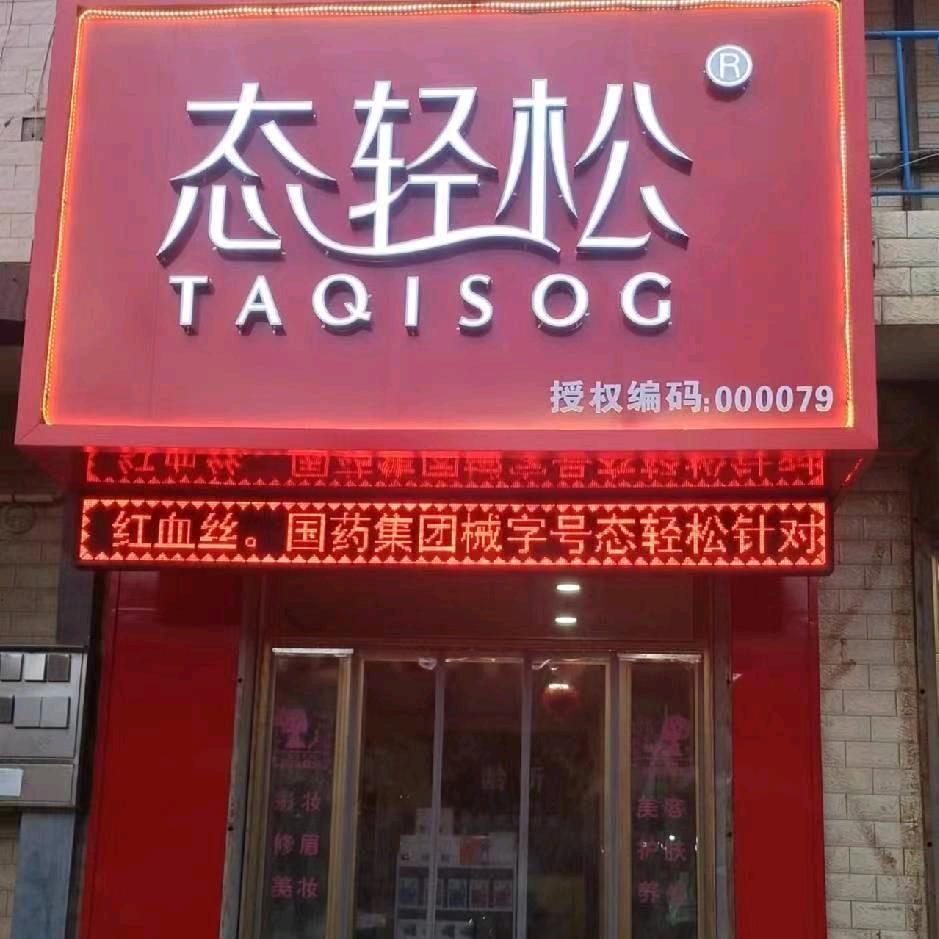 态轻松®
TAQISOG
授权编码:000079
红血丝。国药集团械字号态轻松针对
彩妆
修眉
美妆
美容
护肤